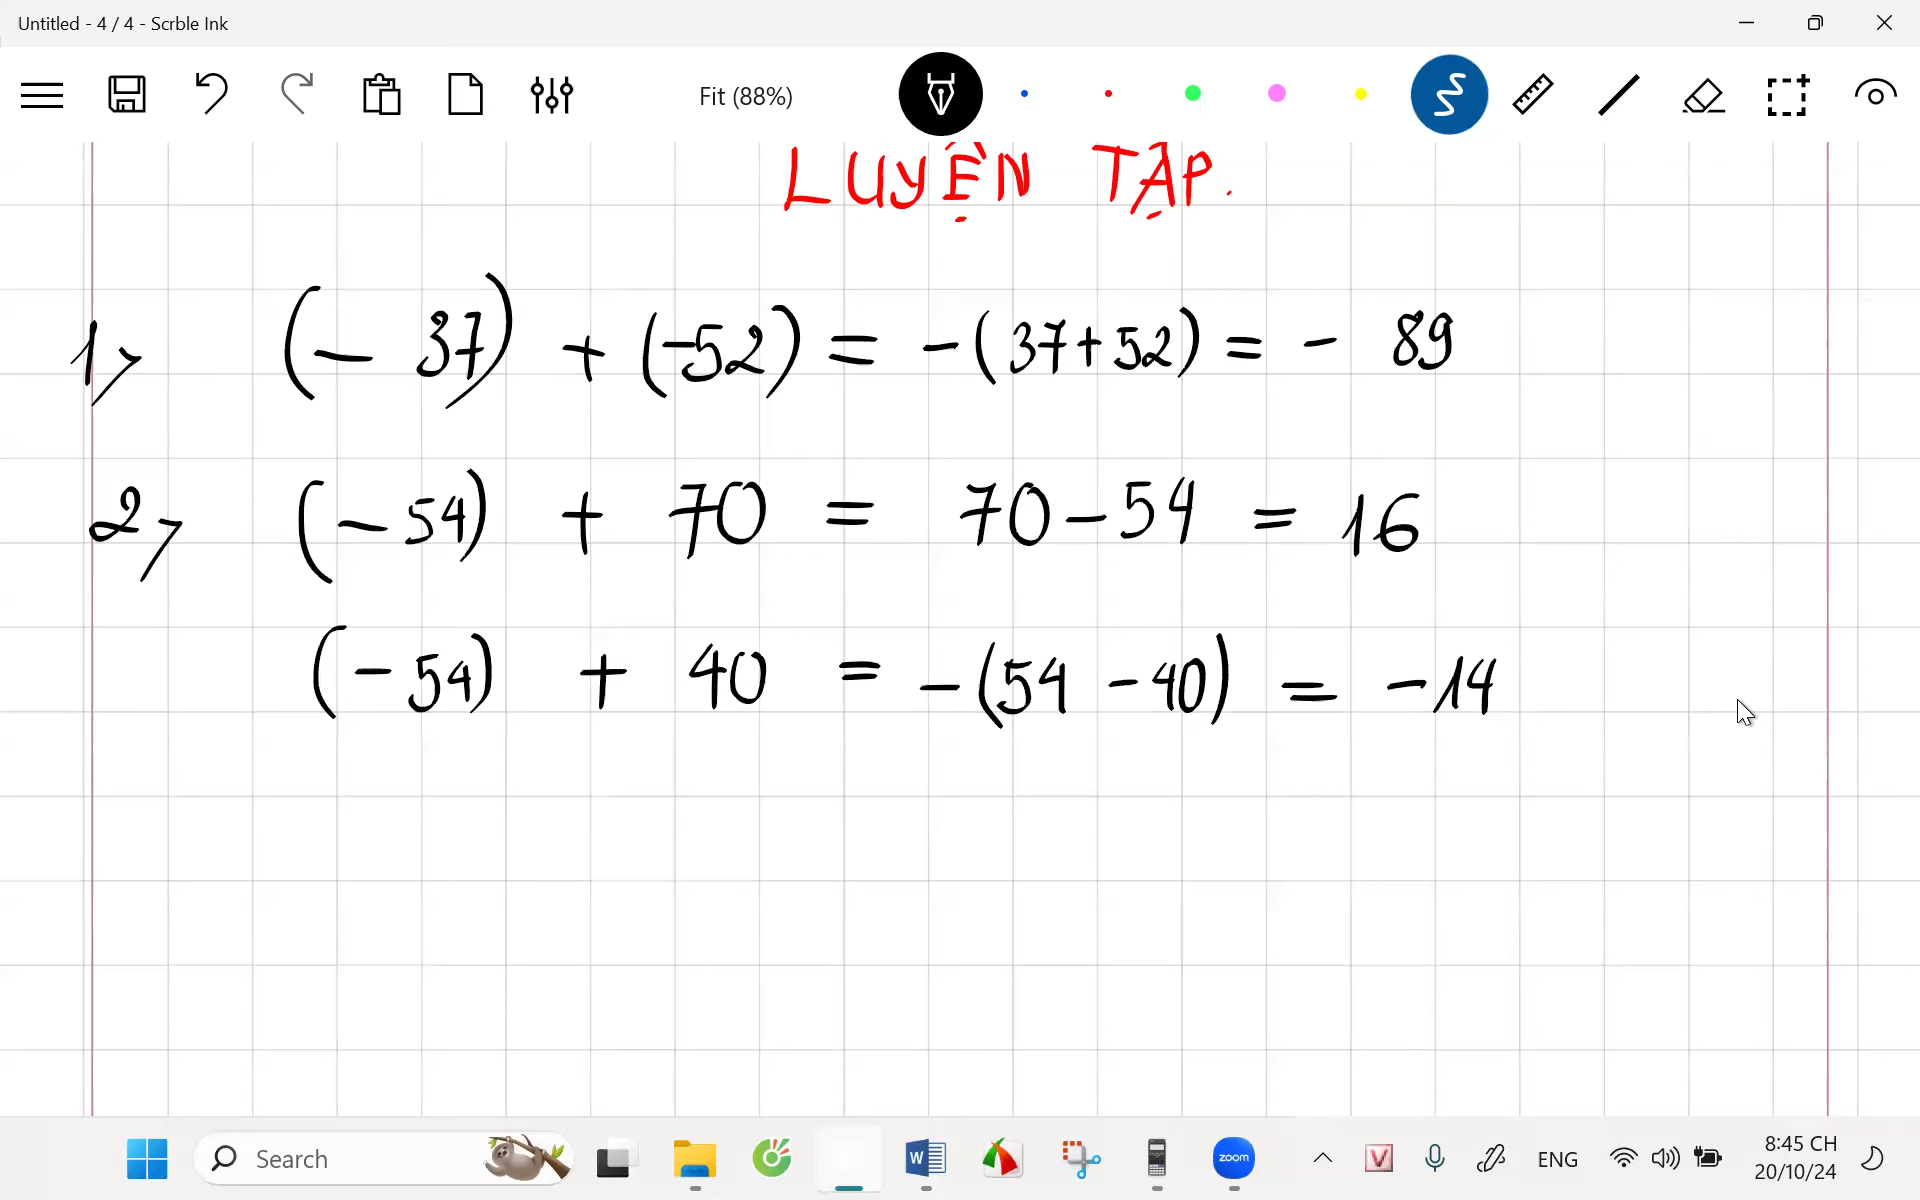 Untitled - 4 / 4 - Scrble Ink
Fit (88%)
LUYỆN TẬP.
1, (- 37) + (-52) = -(37+52) = - 89
2, (-54) + 70 = 70-54 = 16
(-54) + 40 = -(54 -40) = -14
Search
zoom
ENG
8:45 CH
20/10/24